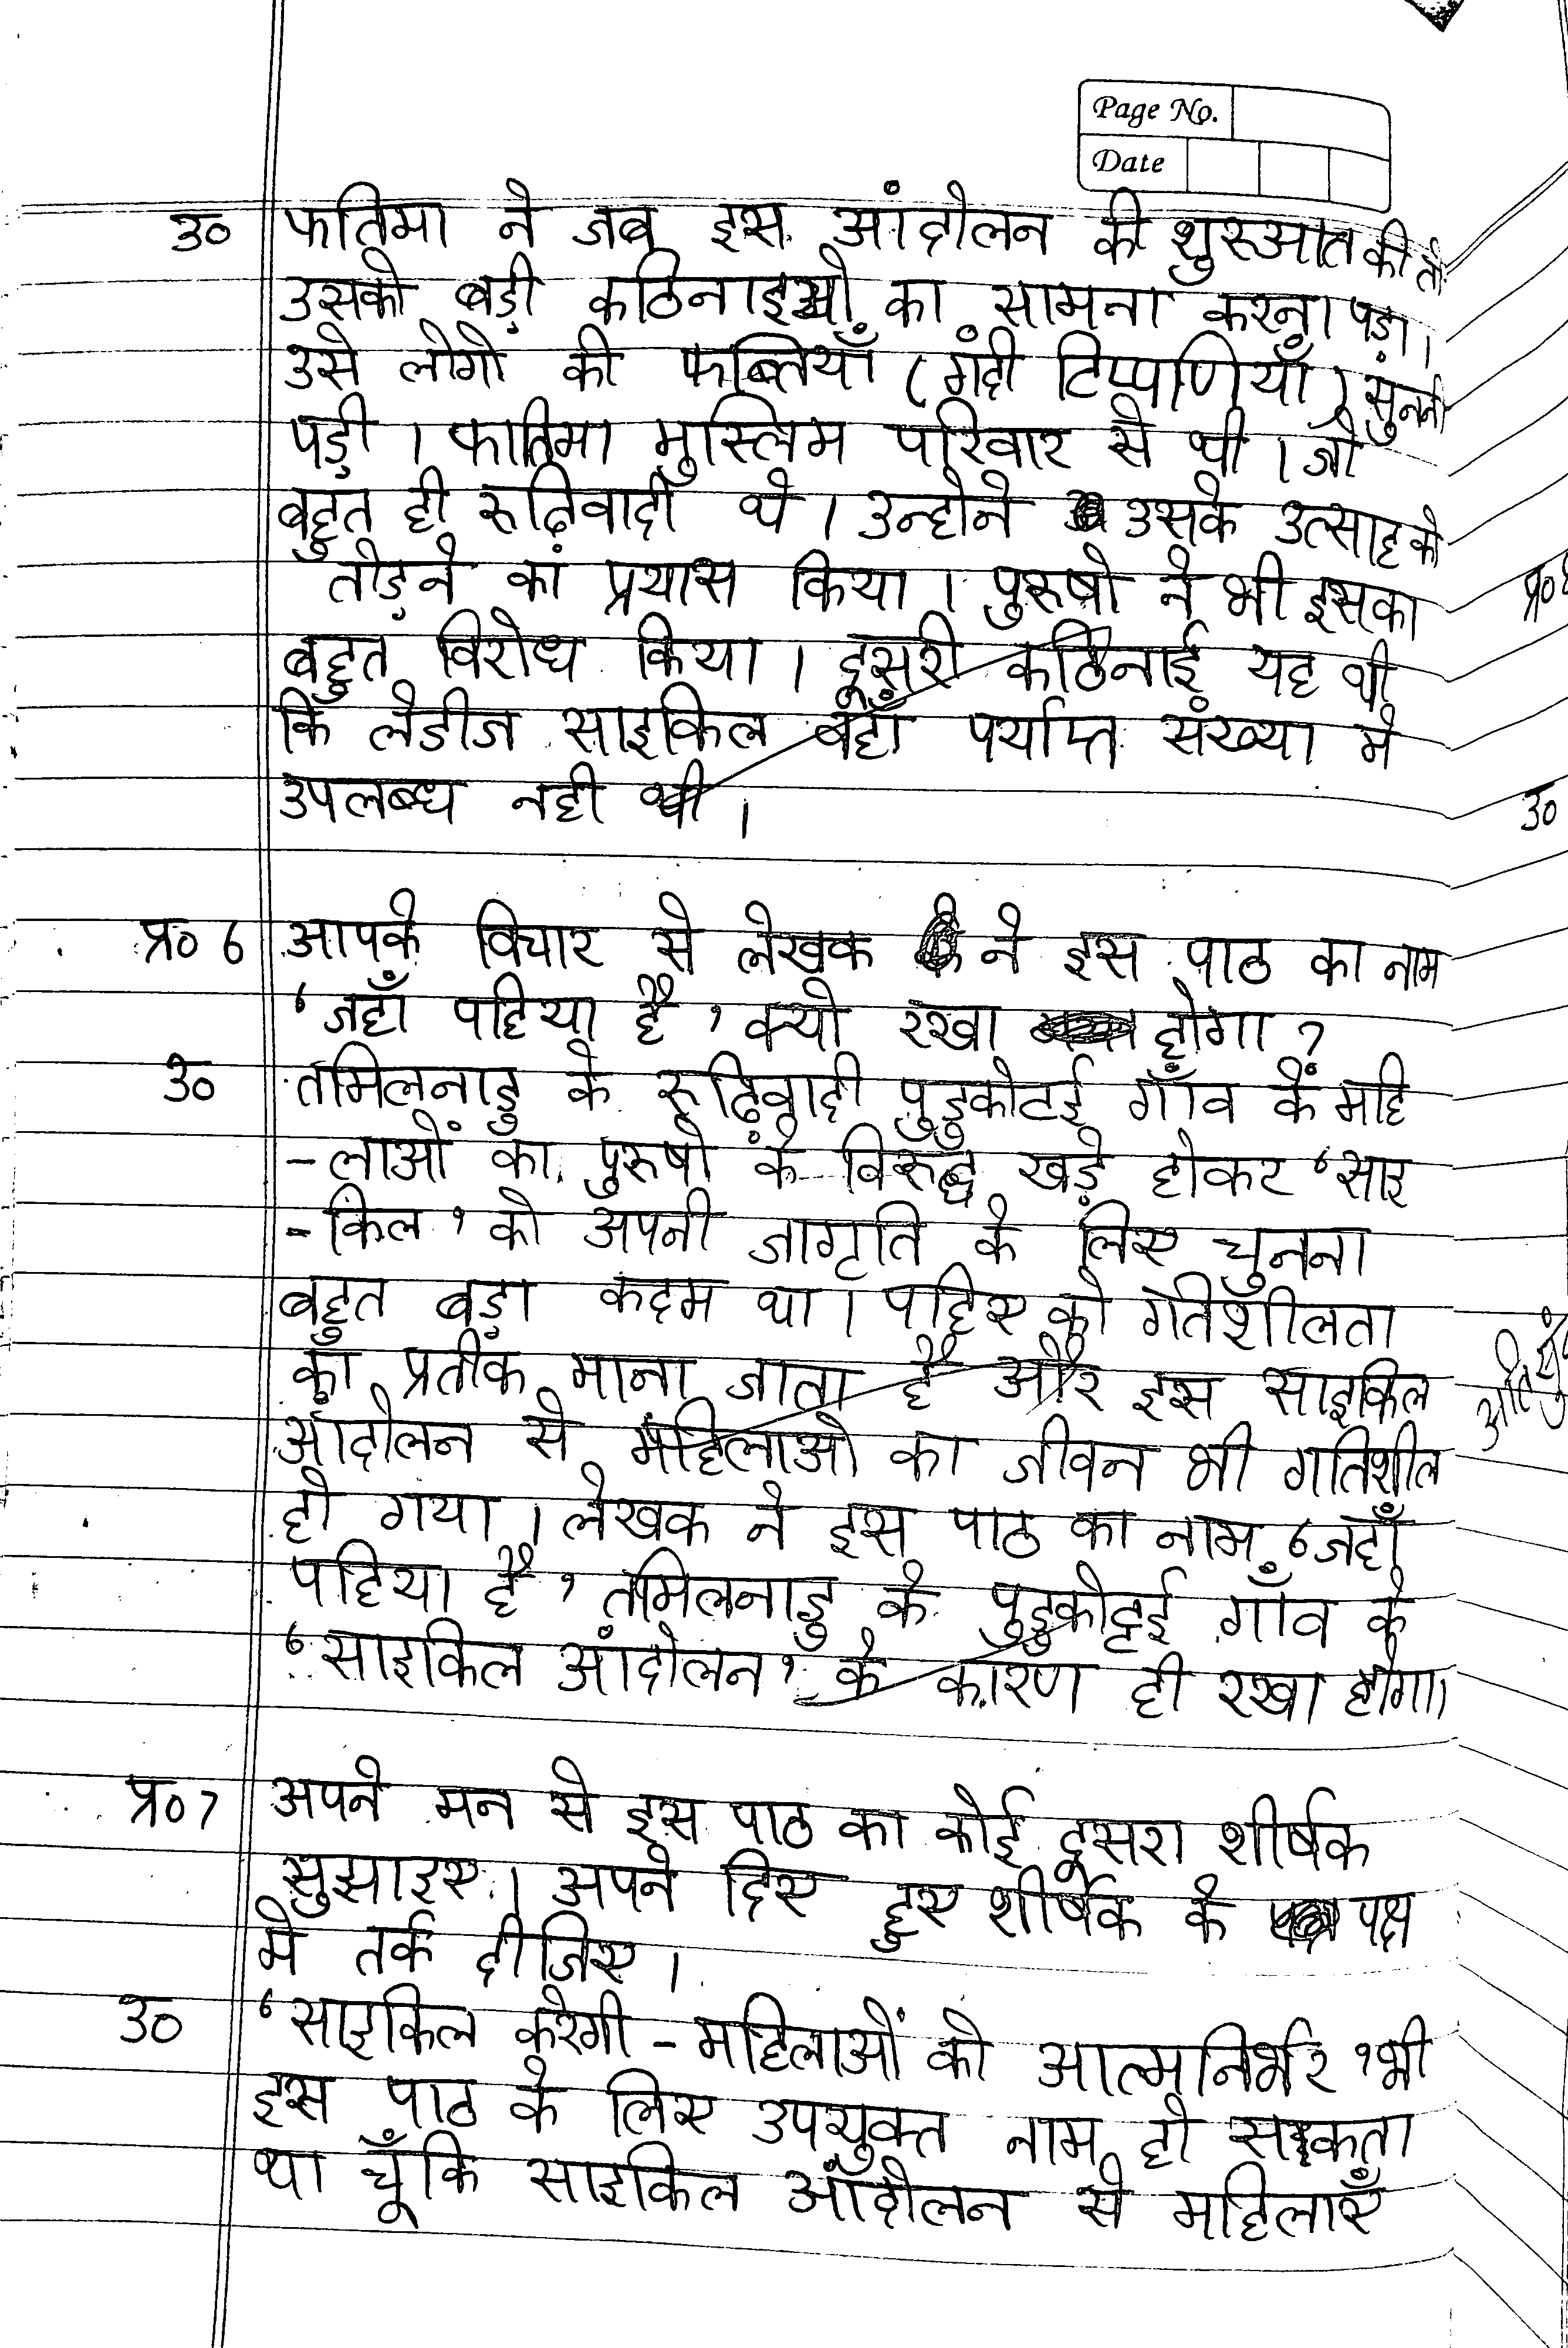 Page No.
Date
उ० फतिमा ने जब इस आंदोलन की शुरुआत की तो
उसको बड़ी कठिनाइयों का सामना करना पड़ा।
उसे लोगो की फब्तियाँ (गंदी टिप्पणियाँ) सुननी
पड़ी । फातिमा मुस्लिम परिवार से थी । जो
बहुत ही रूढ़िवादी थे । उन्होने उसके उत्साह को
तोड़ने का प्रयास किया । पुरूषो ने भी इसका
बहुत विरोध किया । दूसरी कठिनाई यह थी
कि लेडीज साइकिल वहाँ पर्याप्त संख्या मे
उपलब्ध नही थी ।
प्र० 6 आपके विचार से लेखक ने इस पाठ का नाम
‘जहाँ पहिया है’ क्यो रखा होगा ?
उ० तमिलनाडु के रूढ़िवादी पुडुकोटई गाँव कें महि
-लाओं का पुरूषो के विरूद्ध खड़े होकर ‘साइ
-किल’ को अपनी जागृति के लिए चुनना
बहुत बड़ा कदम था । पहिए को गतिशीलता
का प्रतीक माना जाता है और इस साइकिल
आंदोलन से महिलाओ का जीवन भी गतिशील
हो गया । लेखक ने इस पाठ का नाम ‘जहाँ
पहिया है’ तमिलनाडु के पुडुकोट्टई गाँव के
‘साइकिल आंदोलन’ के कारण ही रखा होगा।
प्र० 7 अपने मन से इस पाठ का कोई दूसरा शीर्षक
सुझाइए । अपने दिए हुए शीर्षक के पक्ष
मे तर्क दीजिए ।
उ० ‘साइकिल करेगी - महिलाओं को आत्मनिर्भर’ भी
इस पाठ के लिए उपयुक्त नाम हो सकता
था चूँकि साइकिल आँदोलन से महिलाएँ
प्र०
उ०